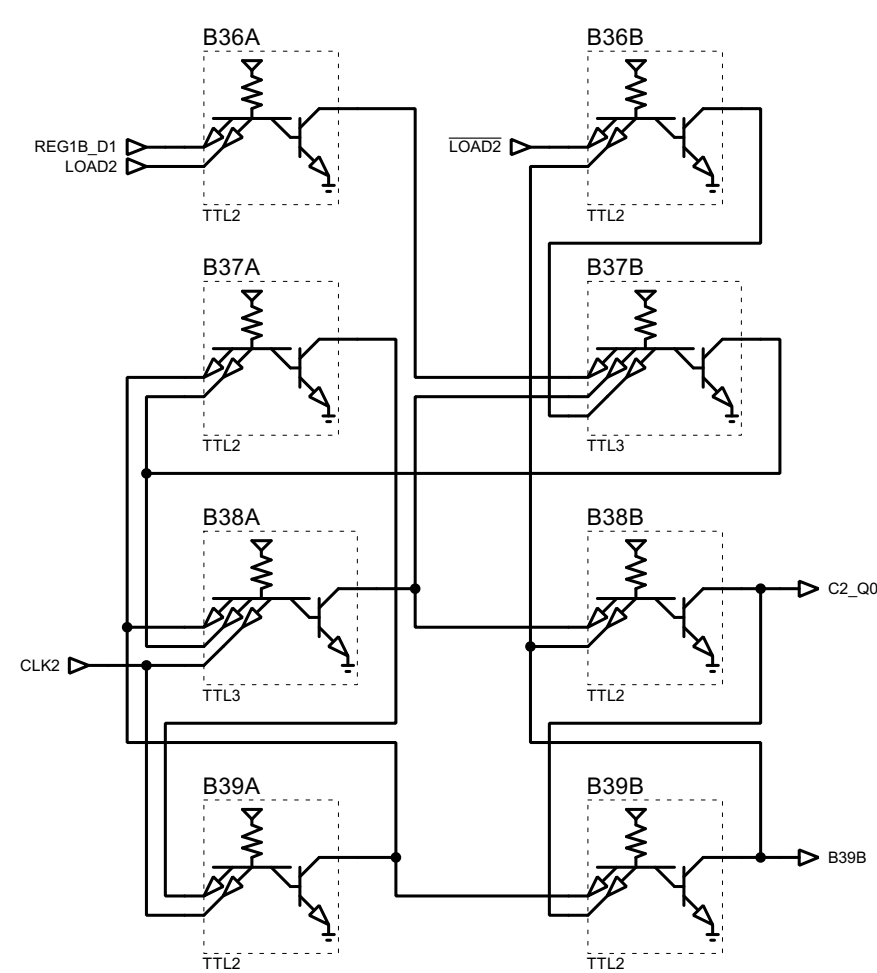 B36A
B36B
REG1B_D1
LOAD2
LOAD2
TTL2
TTL2
B37A
B37B
TTL2
TTL3
B38A
B38B
C2_Q0
CLK2
TTL3
TTL2
B39A
B39B
B39B
TTL2
TTL2